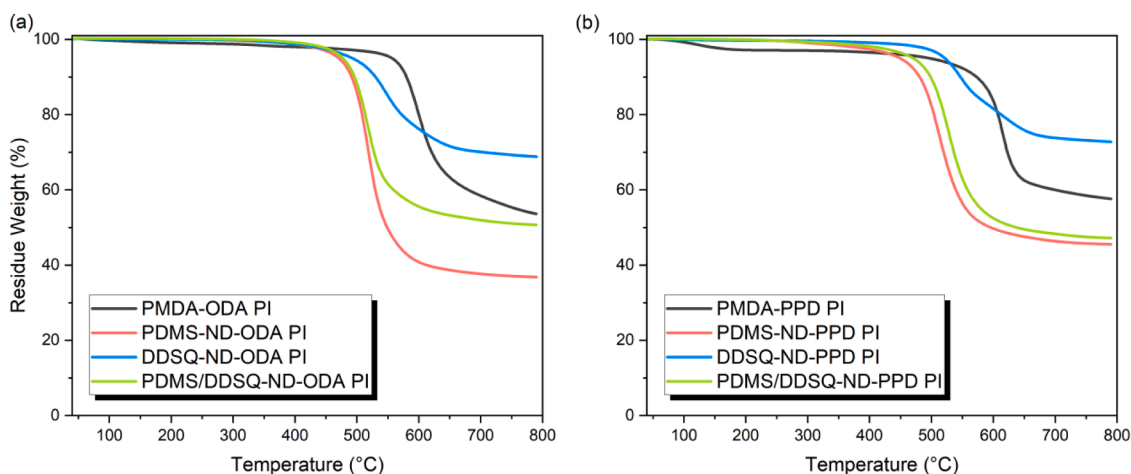 (a)
100
80
60
40
20
0
Residue Weight (%)
PMDA-ODA PI
PDMS-ND-ODA PI
DDSQ-ND-ODA PI
PDMS/DDSQ-ND-ODA PI
100 200 300 400 500 600 700 800
Temperature (°C)
(b)
100
80
60
40
20
0
PMDA-PPD PI
PDMS-ND-PPD PI
DDSQ-ND-PPD PI
PDMS/DDSQ-ND-PPD PI
100 200 300 400 500 600 700 800
Temperature (°C)